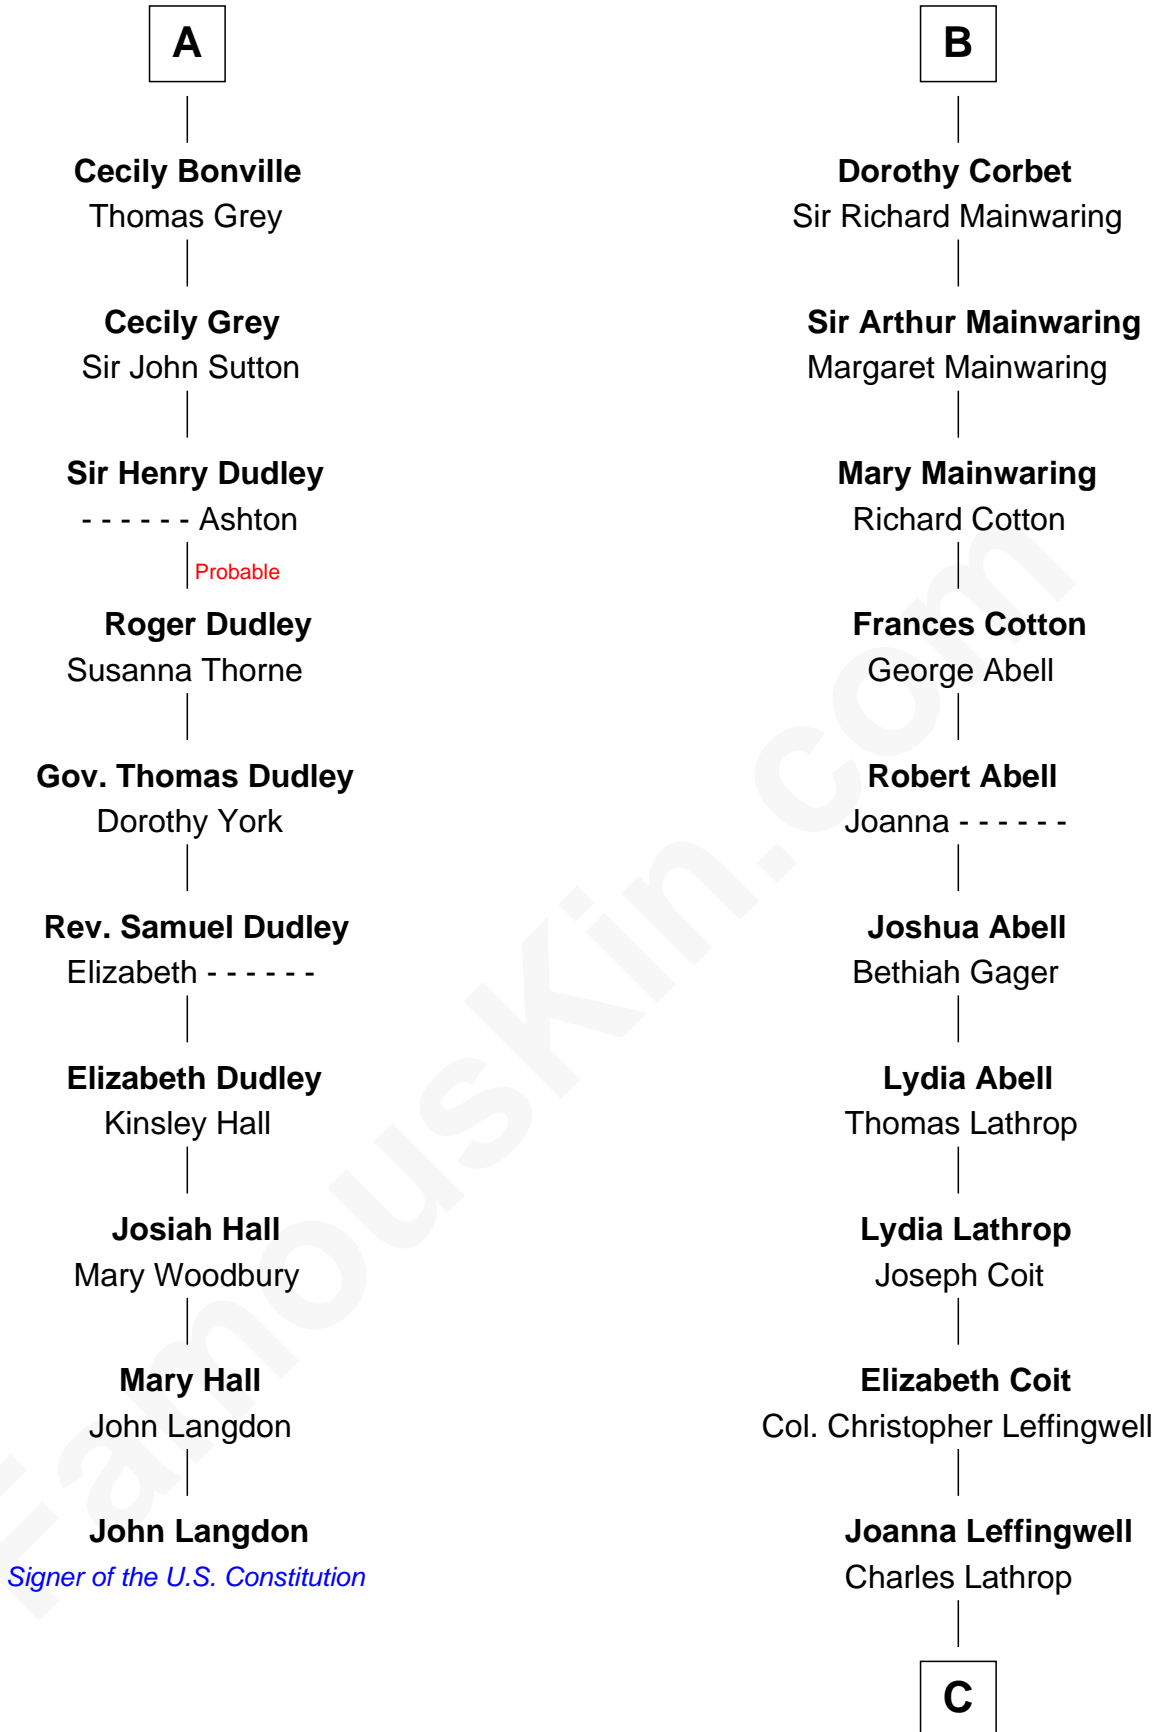 A
Cecily Bonville
Thomas Grey
Cecily Grey
Sir John Sutton
Sir Henry Dudley
- - - - - - Ashton
Probable
Roger Dudley
Susanna Thorne
Gov. Thomas Dudley
Dorothy York
Rev. Samuel Dudley
Elizabeth - - - - - -
Elizabeth Dudley
Kinsley Hall
Josiah Hall
Mary Woodbury
Mary Hall
John Langdon
John Langdon
Signer of the U.S. Constitution
B
Dorothy Corbet
Sir Richard Mainwaring
Sir Arthur Mainwaring
Margaret Mainwaring
Mary Mainwaring
Richard Cotton
Frances Cotton
George Abell
Robert Abell
Joanna - - - - - -
Joshua Abell
Bethiah Gager
Lydia Abell
Thomas Lathrop
Lydia Lathrop
Joseph Coit
Elizabeth Coit
Col. Christopher Leffingwell
Joanna Leffingwell
Charles Lathrop
C
FamousKin.com